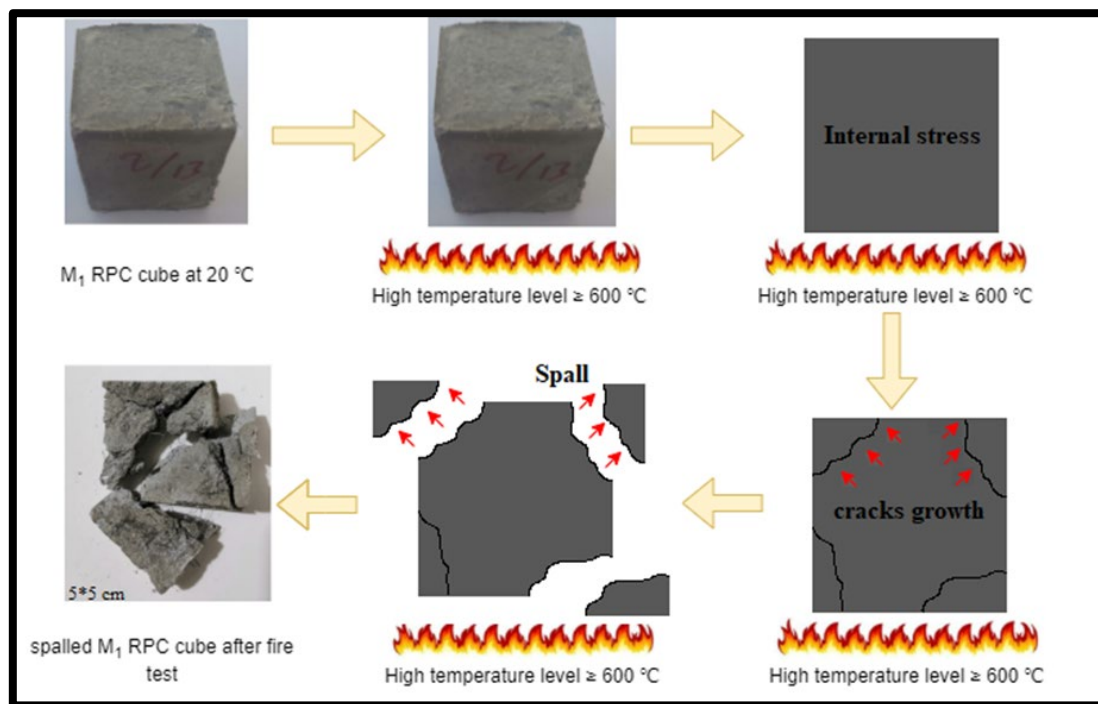 2/13
2/13
Internal stress
M₁ RPC cube at 20 °C
High temperature level ≥ 600 °C
High temperature level ≥ 600 °C
cracks growth
High temperature level ≥ 600 °C
Spall
High temperature level ≥ 600 °C
5*5 cm
spalled M₁ RPC cube after fire
test